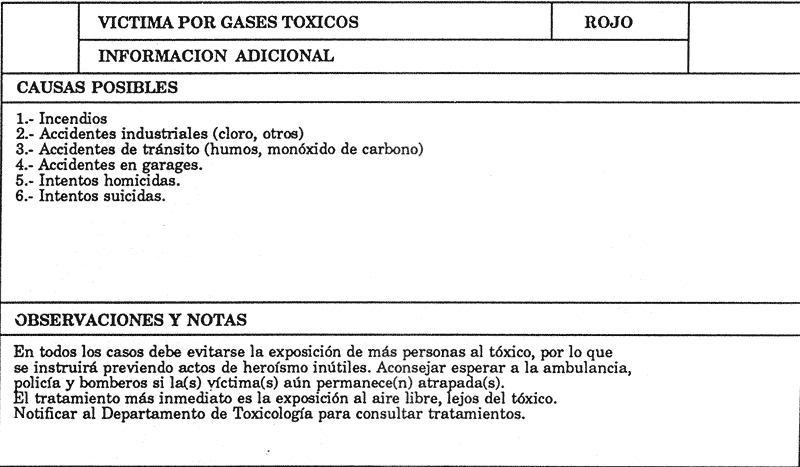 VICTIMA POR GASES TOXICOS ROJO
INFORMACION ADICIONAL
CAUSAS POSIBLES
1.- Incendios
2.- Accidentes industriales (cloro, otros)
3.- Accidentes de tránsito (humos, monóxido de carbono)
4.- Accidentes en garages.
5.- Intentos homicidas.
6.- Intentos suicidas.
OBSERVACIONES Y NOTAS
En todos los casos debe evitarse la exposición de más personas al tóxico, por lo que
se instruirá previendo actos de heroísmo inútiles. Aconsejar esperar a la ambulancia,
policía y bomberos si la(s) víctima(s) aún permanece(n) atrapada(s).
El tratamiento más inmediato es la exposición al aire libre, lejos del tóxico.
Notificar al Departamento de Toxicología para consultar tratamientos.